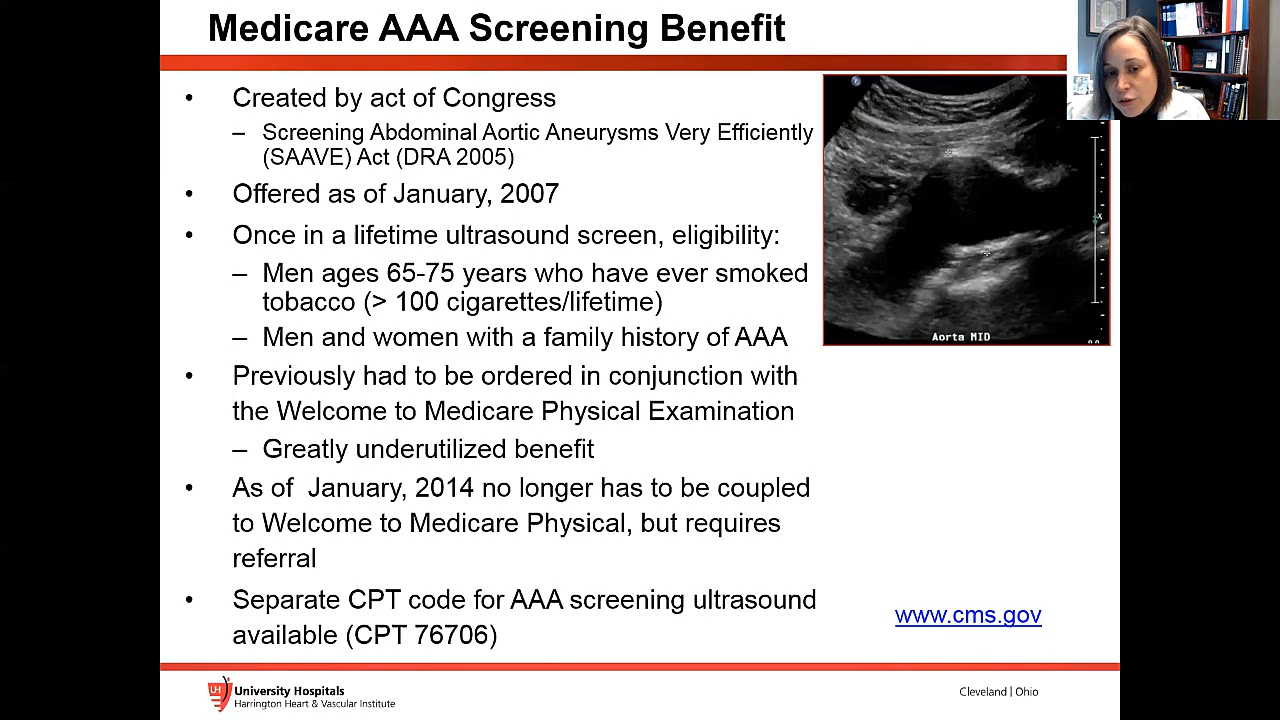 Medicare AAA Screening Benefit
• Created by act of Congress
– Screening Abdominal Aortic Aneurysms Very Efficiently
(SAAVE) Act (DRA 2005)
• Offered as of January, 2007
• Once in a lifetime ultrasound screen, eligibility:
– Men ages 65-75 years who have ever smoked
tobacco (> 100 cigarettes/lifetime)
– Men and women with a family history of AAA
• Previously had to be ordered in conjunction with
the Welcome to Medicare Physical Examination
– Greatly underutilized benefit
• As of January, 2014 no longer has to be coupled
to Welcome to Medicare Physical, but requires
referral
• Separate CPT code for AAA screening ultrasound
available (CPT 76706)
Aorta MID
www.cms.gov
UH
University Hospitals
Harrington Heart & Vascular Institute
Cleveland | Ohio